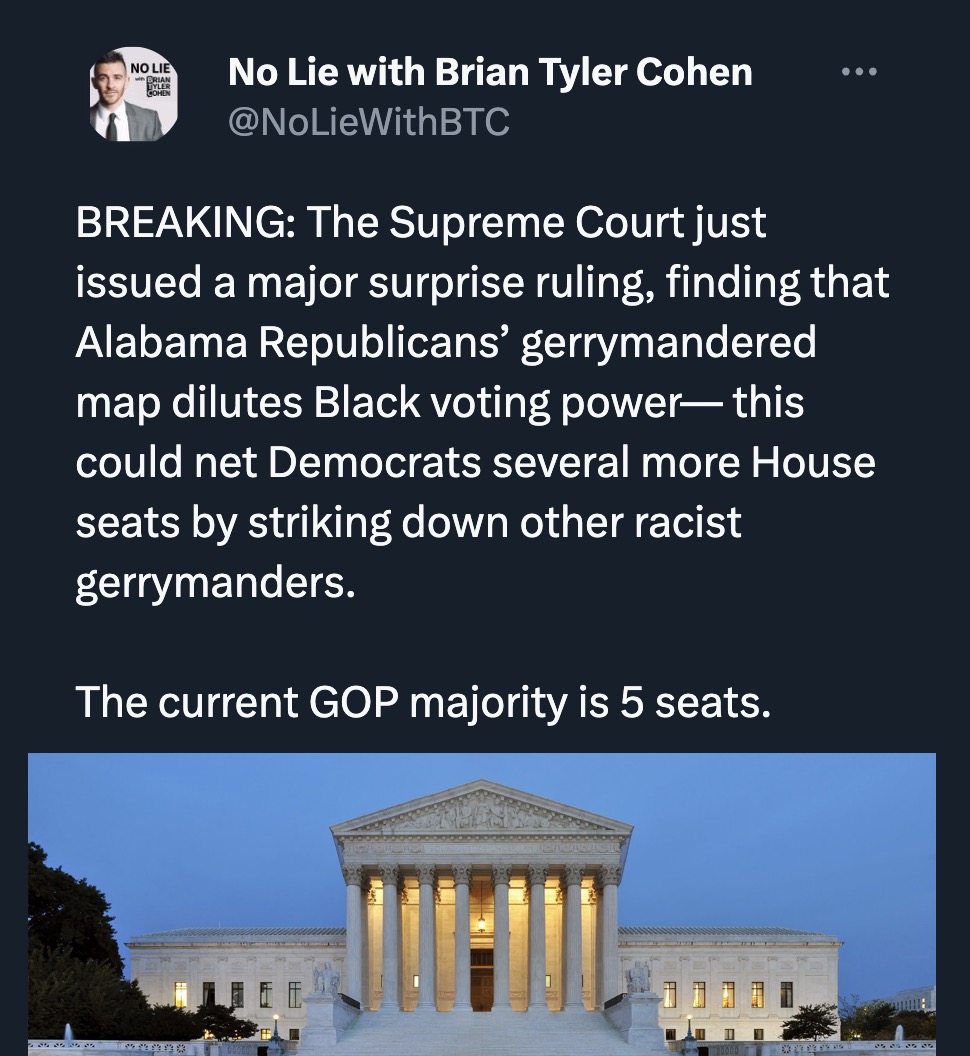 NO LIE
with BRIAN
TYLER
COHEN
No Lie with Brian Tyler Cohen
@NoLieWithBTC
BREAKING: The Supreme Court just
issued a major surprise ruling, finding that
Alabama Republicans’ gerrymandered
map dilutes Black voting power— this
could net Democrats several more House
seats by striking down other racist
gerrymanders.
The current GOP majority is 5 seats.